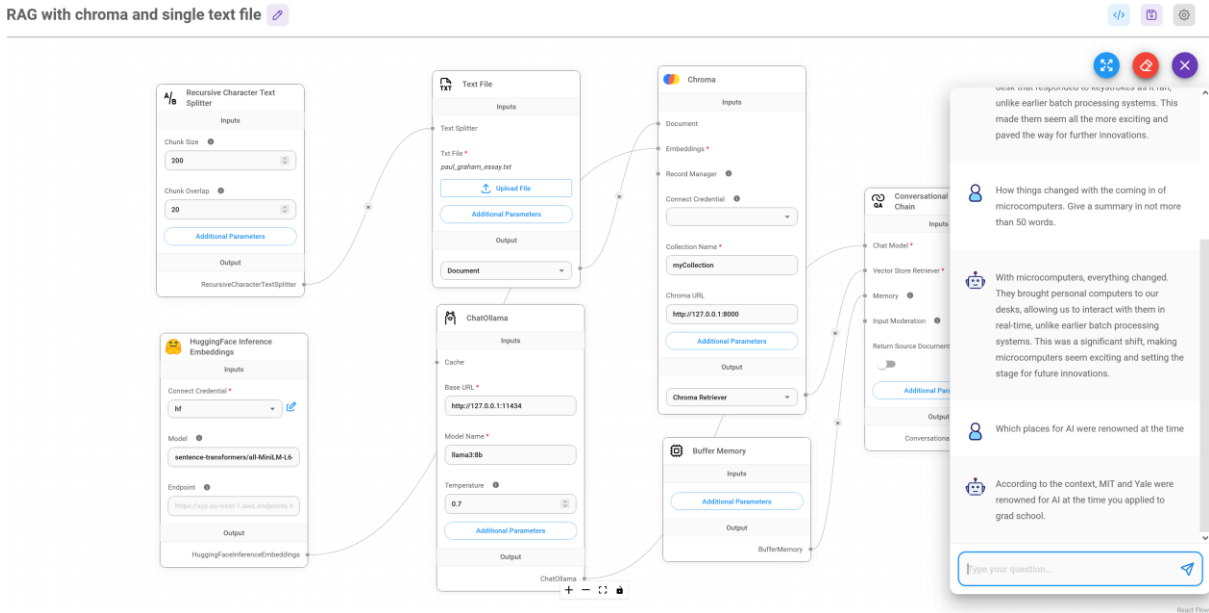 RAG with chroma and single text file
Recursive Character Text
Splitter
Inputs
Chunk Size
200
Chunk Overlap
20
Additional Parameters
Output
RecursiveCharacterTextSplitter
HuggingFace Inference
Embeddings
Inputs
Connect Credential *
hf
Model
sentence-transformers/all-MiniLM-L6-
Endpoint
Output
HuggingFaceInferenceEmbeddings
TXT
Text File
Inputs
Text Splitter
Txt File *
paul_graham_essay.txt
Upload File
Additional Parameters
Output
Document
ChatOllama
Inputs
Cache
Base URL *
http://127.0.0.1:11434
Model Name *
llama3:8b
Temperature
0.7
Additional Parameters
Output
ChatOllama
Chroma
Inputs
Document
Embeddings *
Record Manager
Connect Credential
Collection Name *
myCollection
Chroma URL
http://127.0.0.1:8000
Additional Parameters
Output
Chroma Retriever
Buffer Memory
Inputs
Additional Parameters
Output
BufferMemory
QA
Conversational
Chain
Inputs
Chat Model *
Vector Store Retriever *
Memory
Input Moderation
Return Source Document
Additional Par
Output
Conversationa
desk that responded to keystrokes as it ran,
unlike earlier batch processing systems. This
made them seem all the more exciting and
paved the way for further innovations.
How things changed with the coming in of
microcomputers. Give a summary in not more
than 50 words.
With microcomputers, everything changed.
They brought personal computers to our
desks, allowing us to interact with them in
real-time, unlike earlier batch processing
systems. This was a significant shift, making
microcomputers seem exciting and setting the
stage for future innovations.
Which places for AI were renowned at the time
According to the context, MIT and Yale were
renowned for AI at the time you applied to
grad school.
Type your question...
React Flow